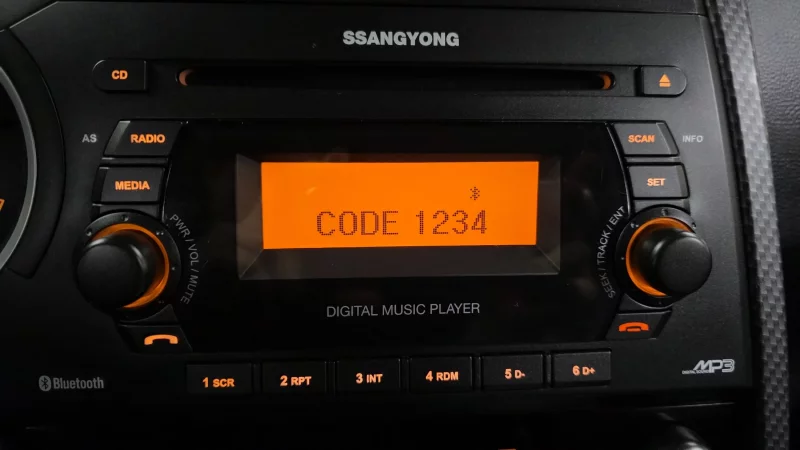 SSANGYONG
CD
AS
RADIO
SCAN
INFO
MEDIA
SET
CODE 1234
PWR / VOL / MUTE
SEEK / TRACK / ENT
DIGITAL MUSIC PLAYER
Bluetooth
1 SCR
2 RPT
3 INT
4 RDM
5 D-
6 D+
MP3